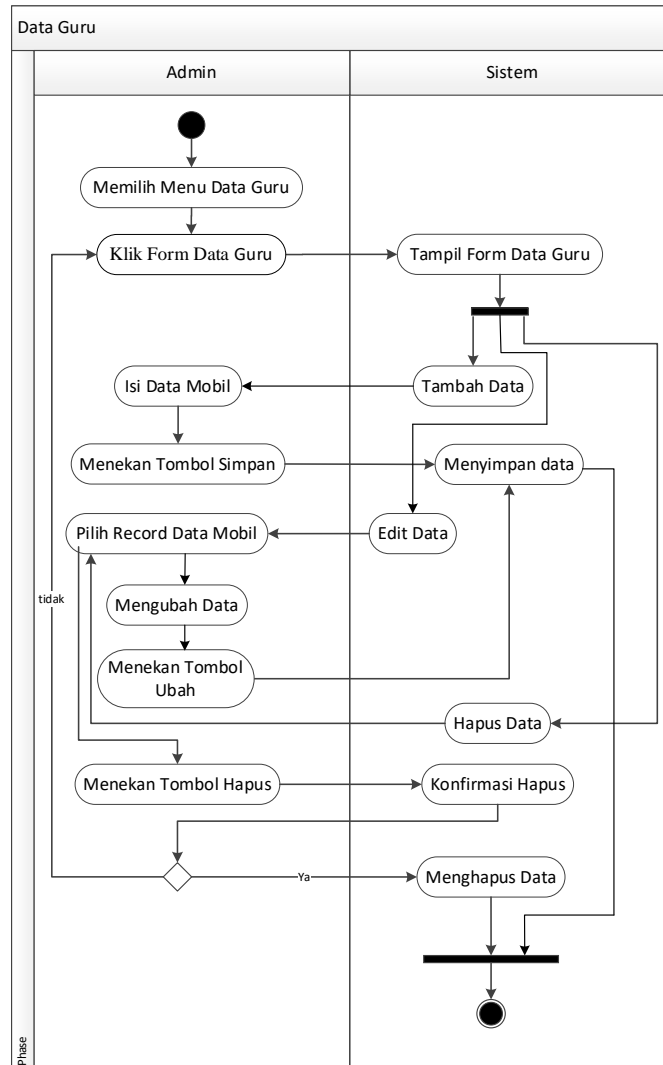 Data Guru
Admin
Sistem
Memilih Menu Data Guru
Klik Form Data Guru
Tampil Form Data Guru
Isi Data Mobil
Tambah Data
Menekan Tombol Simpan
Menyimpan data
Pilih Record Data Mobil
Edit Data
tidak
Mengubah Data
Menekan Tombol
Ubah
Hapus Data
Menekan Tombol Hapus
Konfirmasi Hapus
Ya
Menghapus Data
Phase